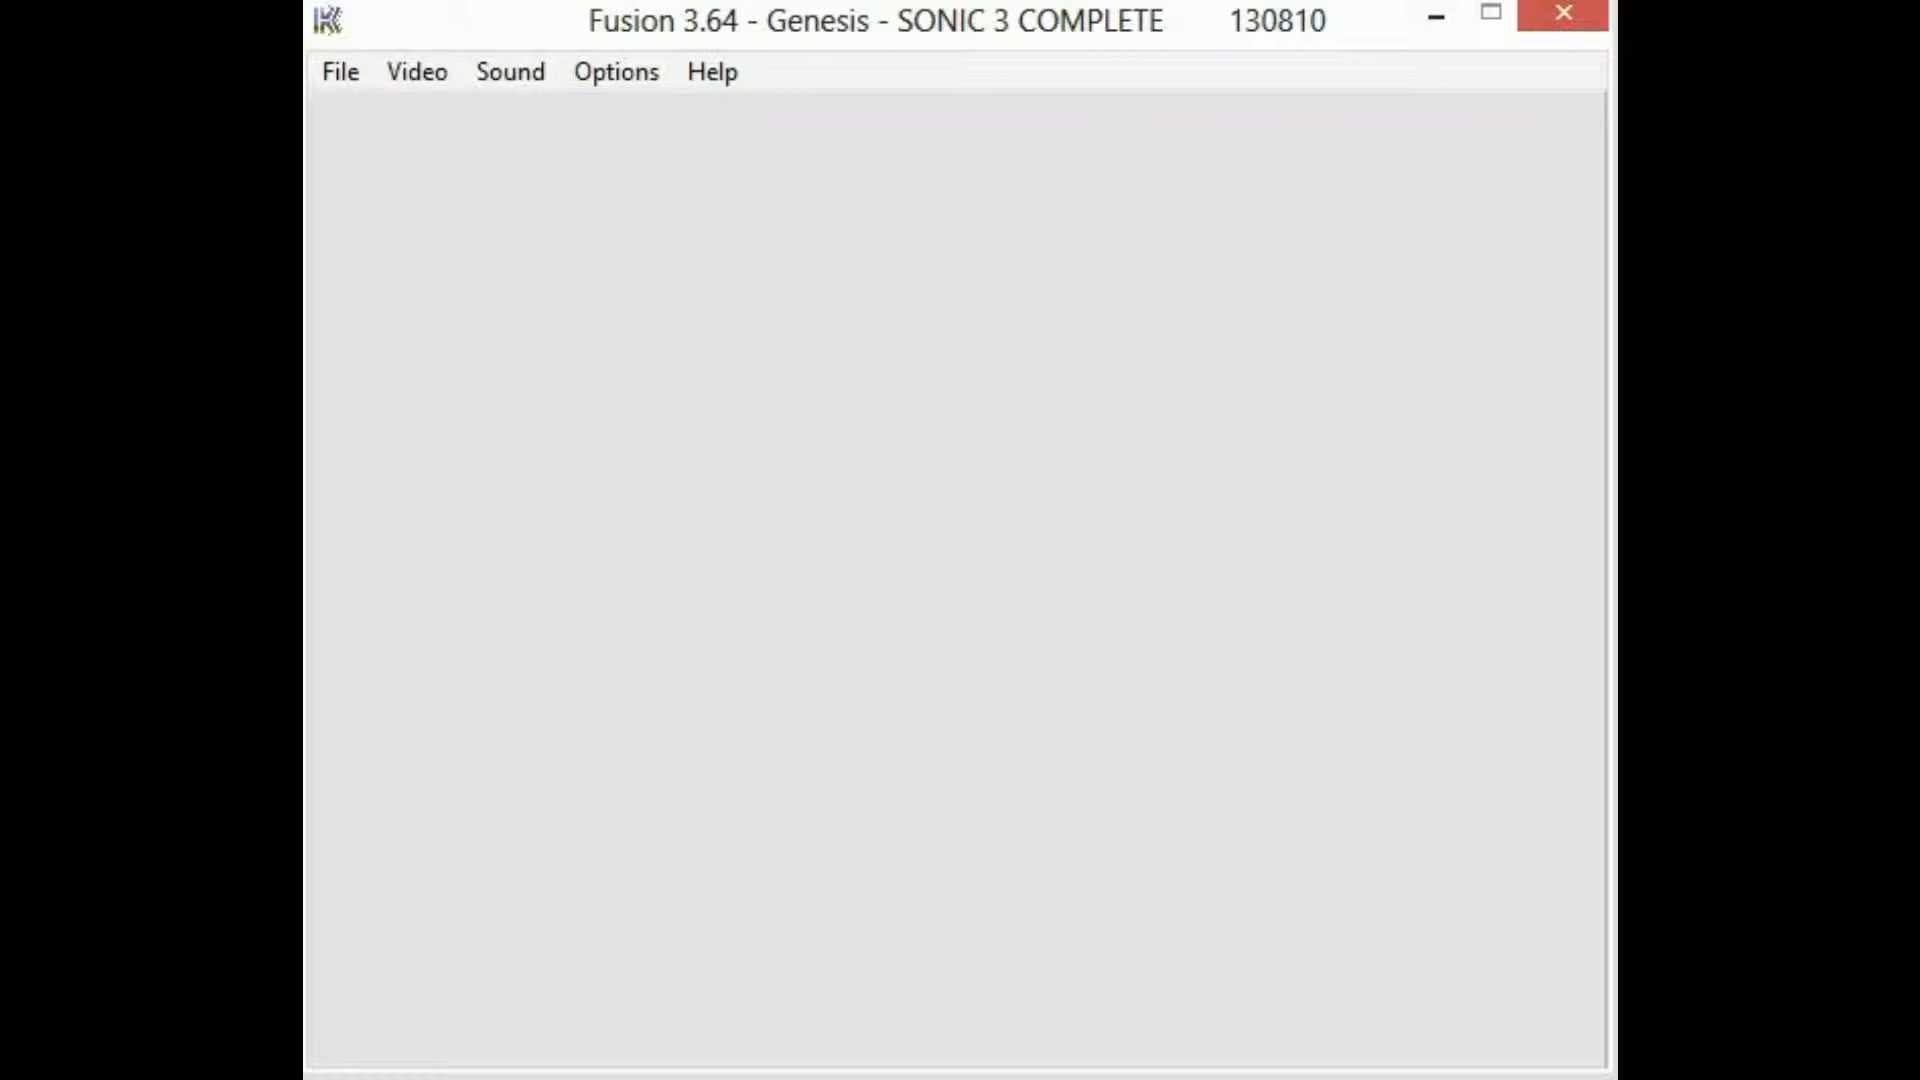 Fusion 3.64 - Genesis - SONIC 3 COMPLETE 130810
File Video Sound Options Help